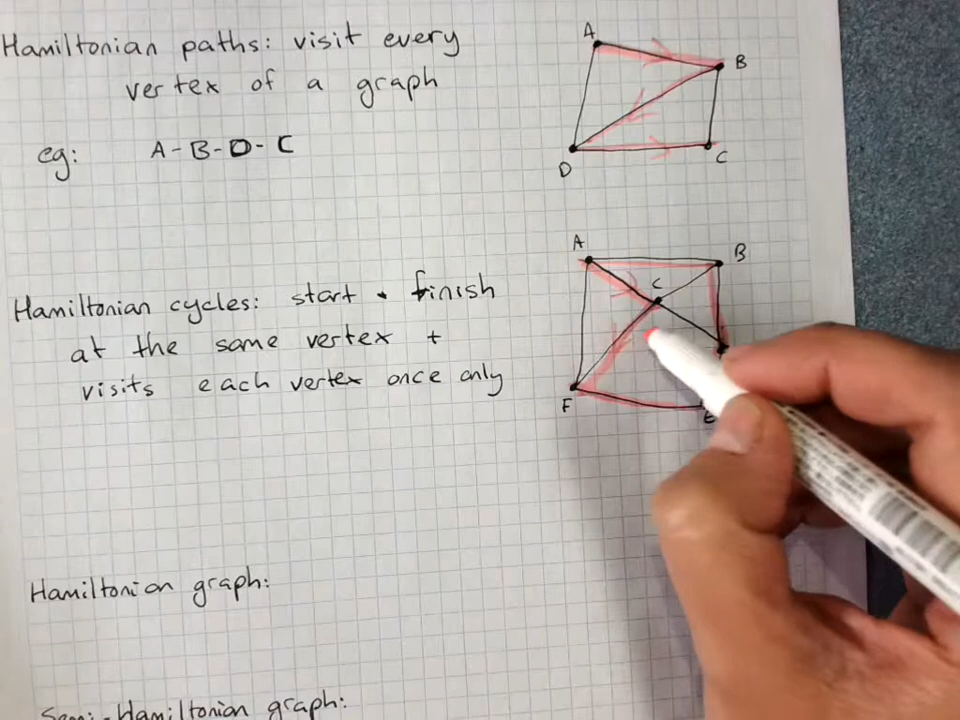 Hamiltonian paths: visit every
vertex of a graph
eg: A-B-D-C
A
B
D
C
Hamiltonian cycles: start + finish
at the same vertex +
visits each vertex once only
A
B
C
F
E
Hamiltonian graph:
Semi-Hamiltonian graph: